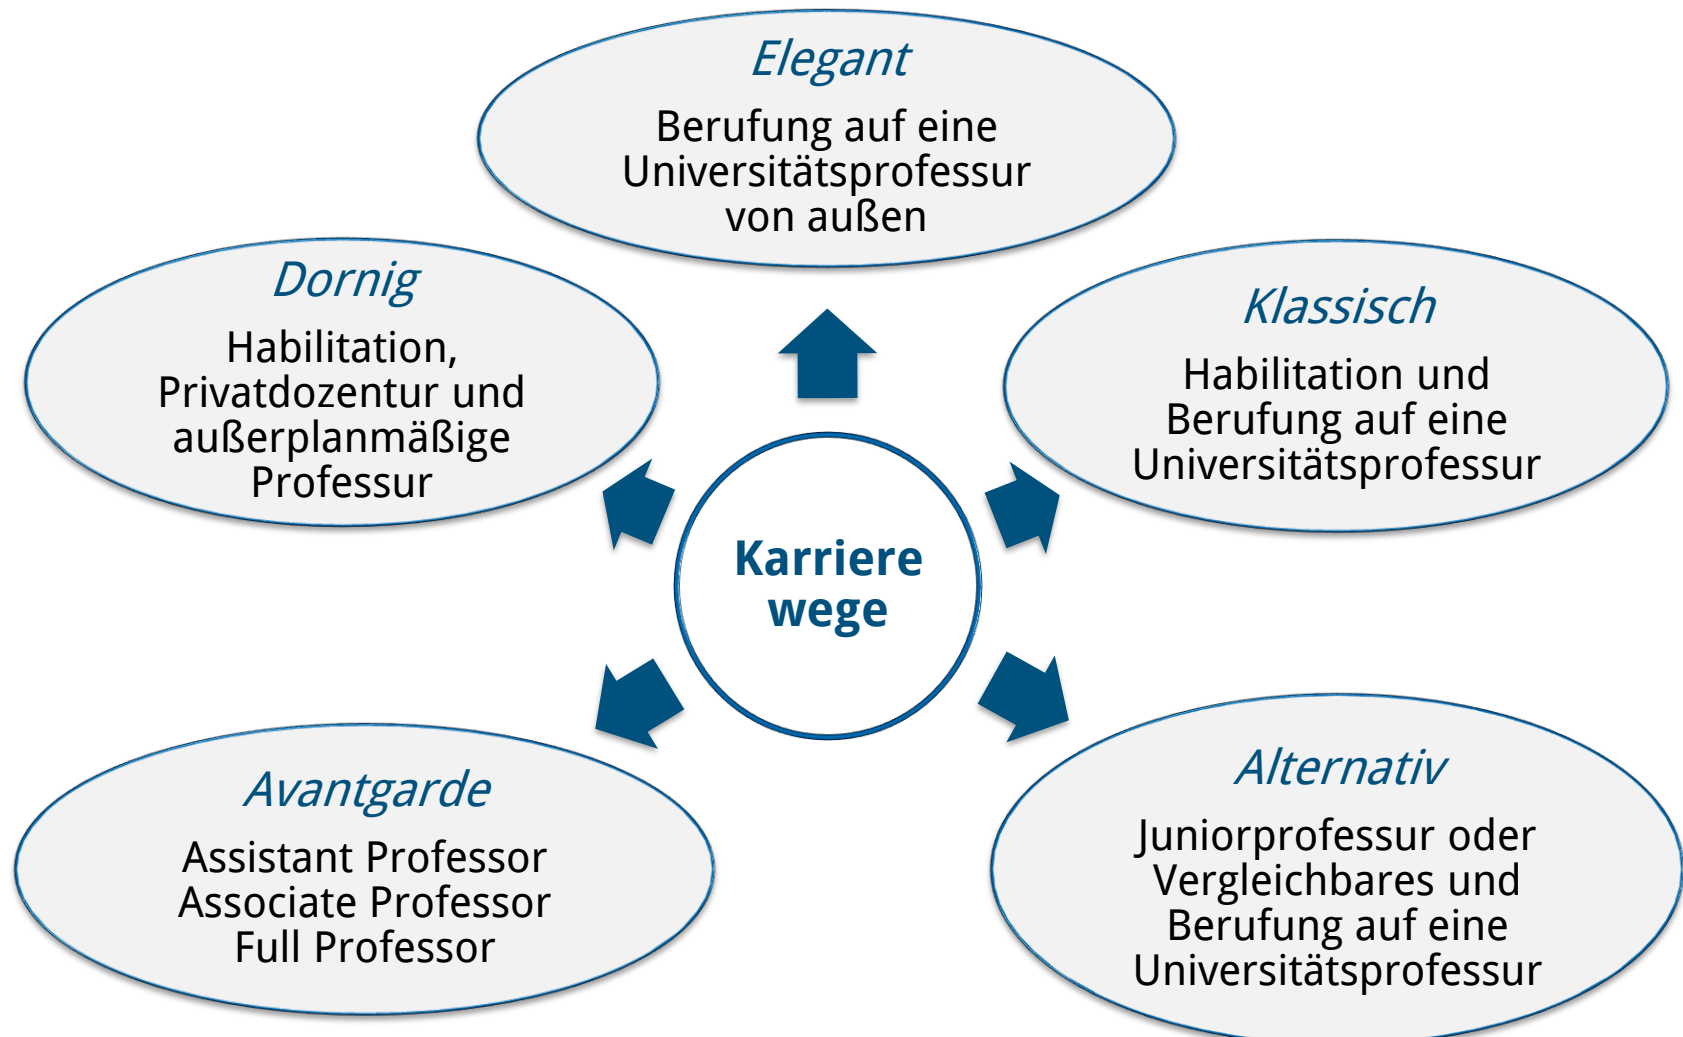 Elegant
Berufung auf eine
Universitätsprofessur
von außen
Dornig
Habilitation,
Privatdozentur und
außerplanmäßige
Professur
Klassisch
Habilitation und
Berufung auf eine
Universitätsprofessur
Karriere
wege
Avantgarde
Assistant Professor
Associate Professor
Full Professor
Alternativ
Juniorprofessur oder
Vergleichbares und
Berufung auf eine
Universitätsprofessur